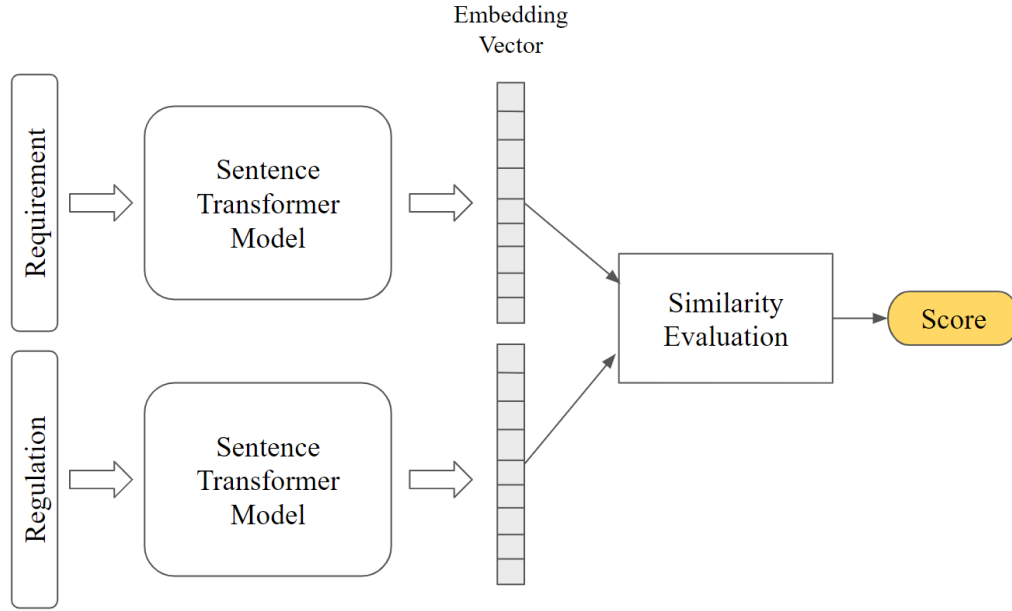 Embedding
Vector
Requirement
Sentence
Transformer
Model
Similarity
Evaluation
Score
Regulation
Sentence
Transformer
Model